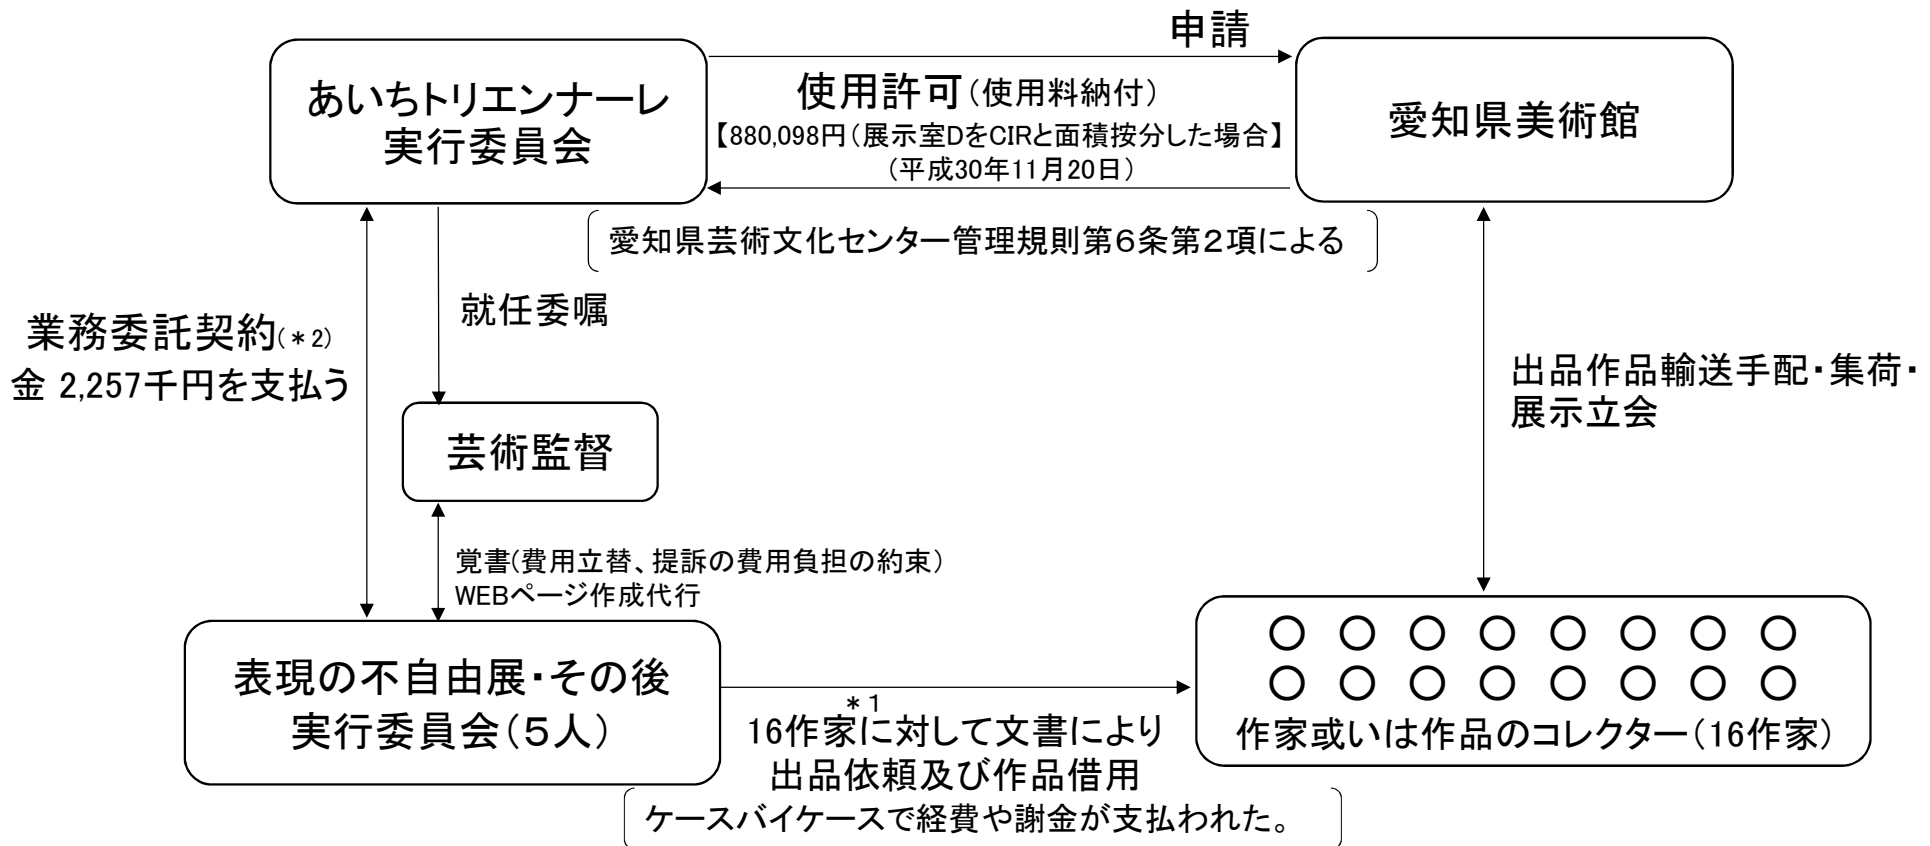 申請
あいちトリエンナーレ
実行委員会
使用許可(使用料納付)
【880,098円(展示室DをCIRと面積按分した場合】
(平成30年11月20日)
愛知県美術館
愛知県芸術文化センター管理規則第6条第2項による
就任委嘱
業務委託契約(*2)
金 2,257千円を支払う
出品作品輸送手配・集荷・
展示立会
芸術監督
覚書(費用立替、提訴の費用負担の約束)
WEBページ作成代行
表現の不自由展・その後
実行委員会(5人)
*1
16作家に対して文書により
出品依頼及び作品借用
ケースバイケースで経費や謝金が支払われた。
作家或いは作品のコレクター(16作家)